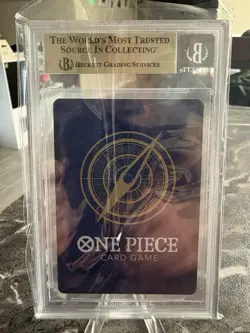 The World's Most Trusted
Source In Collecting
Beckett Grading Services
ONE PIECE
CARD GAME